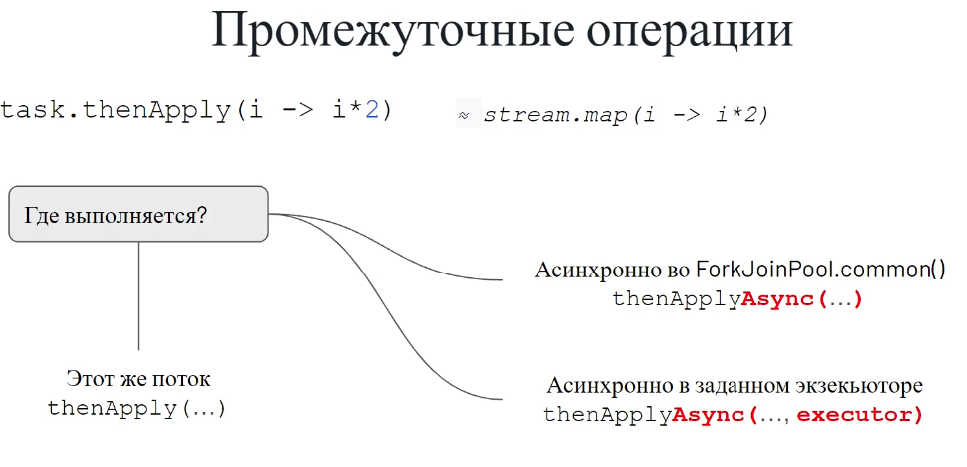 Промежуточные операции
task.thenApply(i -> i*2)
≈ stream.map(i -> i*2)
Где выполняется?
Асинхронно во ForkJoinPool.common()
thenApplyAsync(…)
Этот же поток
thenApply(…)
Асинхронно в заданном экзекьюторе
thenApplyAsync(…, executor)